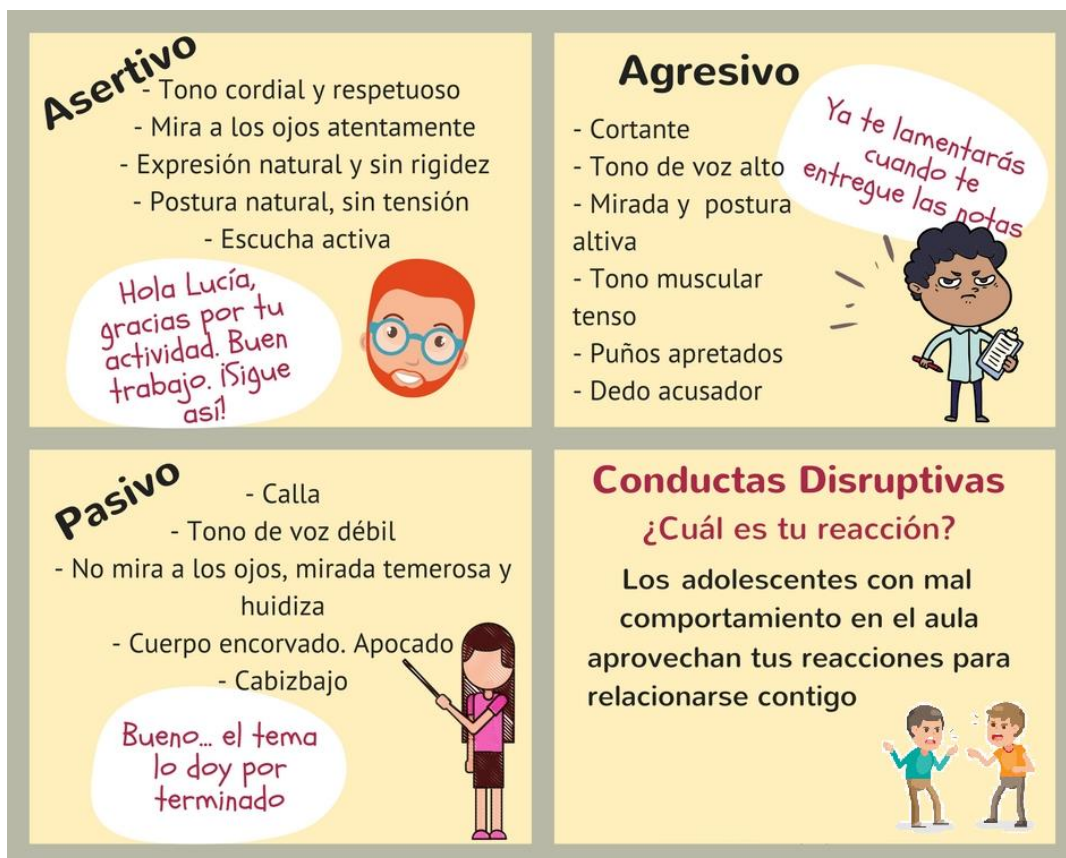 Asertivo
- Tono cordial y respetuoso
- Mira a los ojos atentamente
- Expresión natural y sin rigidez
- Postura natural, sin tensión
- Escucha activa
Hola Lucía,
gracias por tu
actividad. Buen
trabajo. ¡Sigue
así!
Agresivo
- Cortante
- Tono de voz alto
- Mirada y postura
altiva
- Tono muscular
tenso
- Puños apretados
- Dedo acusador
Ya te lamentarás
cuando te
entregue las notas
Pasivo
- Calla
- Tono de voz débil
- No mira a los ojos, mirada temerosa y
huidiza
- Cuerpo encorvado. Apocado
- Cabizbajo
Bueno... el tema
lo doy por
terminado
Conductas Disruptivas
¿Cuál es tu reacción?
Los adolescentes con mal
comportamiento en el aula
aprovechan tus reacciones para
relacionarse contigo